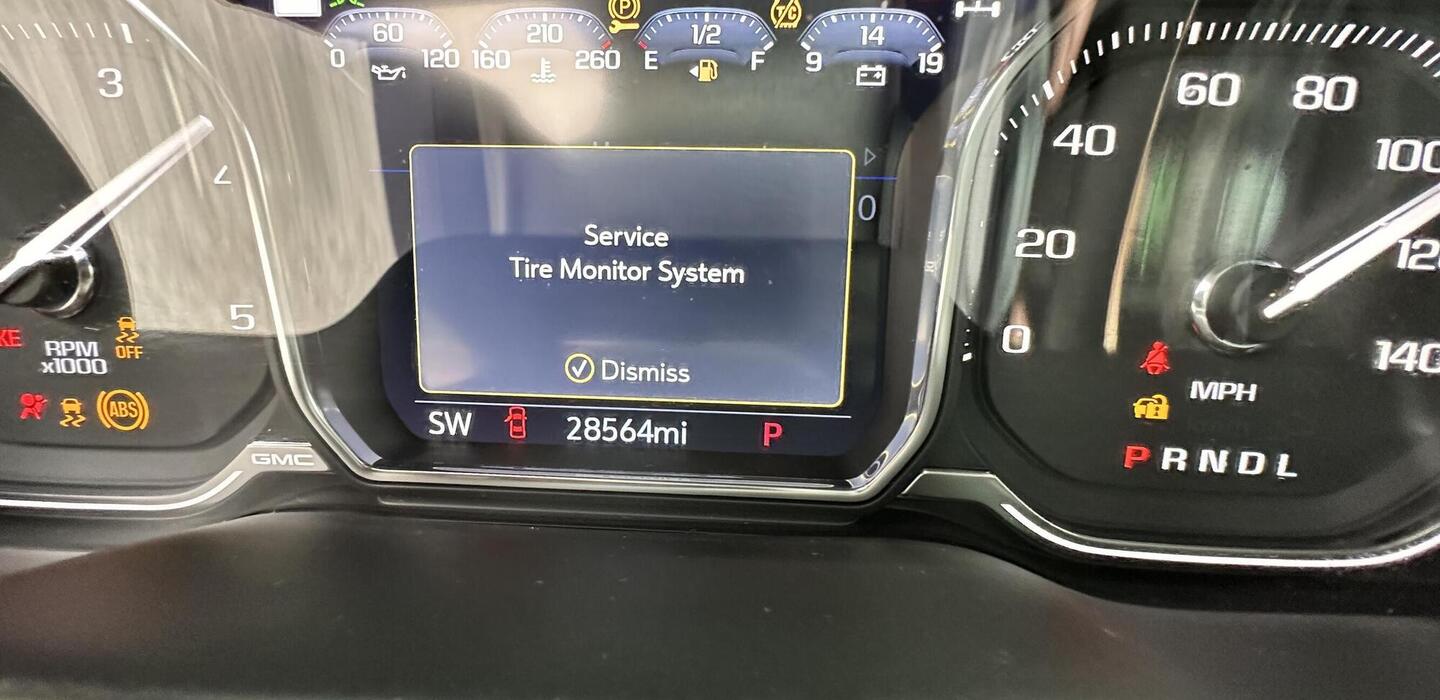 60
0 120
210
160 260
1/2
E F
14
9 19
P
T/C
3
4
5
RPM
x1000
OFF
ABS
GMC
0
Service
Tire Monitor System
Dismiss
SW 28564mi P
0 20 40 60 80 100
140
MPH
P R N D L